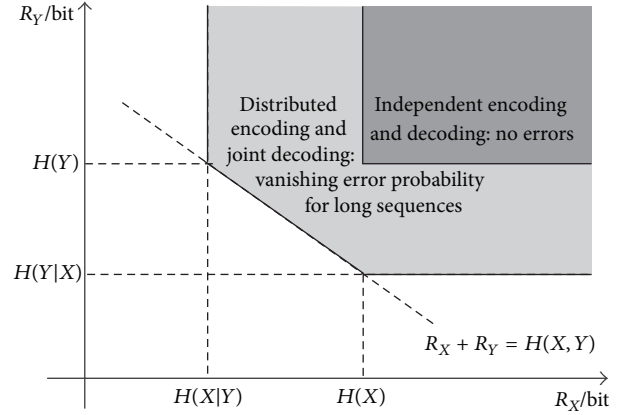 R_Y/bit
Distributed
encoding and
joint decoding:
vanishing error probability
for long sequences
Independent encoding
and decoding: no errors
H(Y)
H(Y|X)
R_X + R_Y = H(X, Y)
H(X|Y)
H(X)
R_X/bit